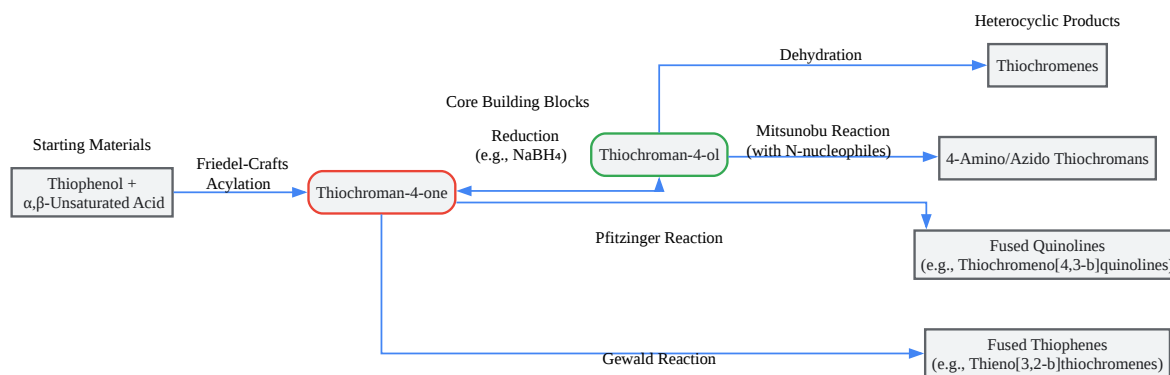 Heterocyclic Products
Dehydration
Thiochromenes
Core Building Blocks
Starting Materials
Reduction
(e.g., NaBH₄)
Thiochroman-4-ol
Mitsunobu Reaction
(with N-nucleophiles)
4-Amino/Azido Thiochromans
Friedel-Crafts
Acylation
Thiophenol +
α,β-Unsaturated Acid
Thiochroman-4-one
Pfitzinger Reaction
Fused Quinolines
(e.g., Thiochromeno[4,3-b]quinolines)
Gewald Reaction
Fused Thiophenes
(e.g., Thieno[3,2-b]thiochromenes)